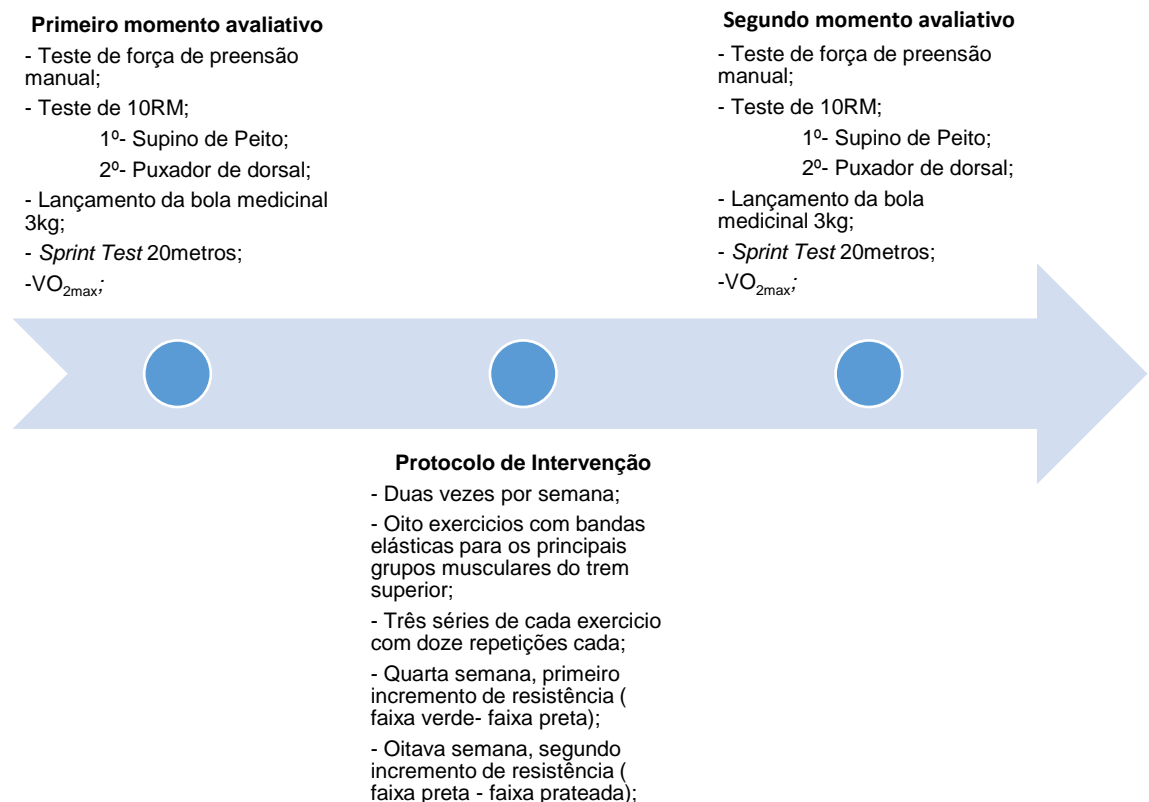 Primeiro momento avaliativo
- Teste de força de preensão
manual;
- Teste de 10RM;
1º- Supino de Peito;
2º- Puxador de dorsal;
- Lançamento da bola medicinal
3kg;
- Sprint Test 20metros;
-VO2max;
Segundo momento avaliativo
- Teste de força de preensão
manual;
- Teste de 10RM;
1º- Supino de Peito;
2º- Puxador de dorsal;
- Lançamento da bola
medicinal 3kg;
- Sprint Test 20metros;
-VO2max;
Protocolo de Intervenção
- Duas vezes por semana;
- Oito exercicios com bandas
elásticas para os principais
grupos musculares do trem
superior;
- Três séries de cada exercicio
com doze repetições cada;
- Quarta semana, primeiro
incremento de resistência (
faixa verde- faixa preta);
- Oitava semana, segundo
incremento de resistência (
faixa preta - faixa prateada);